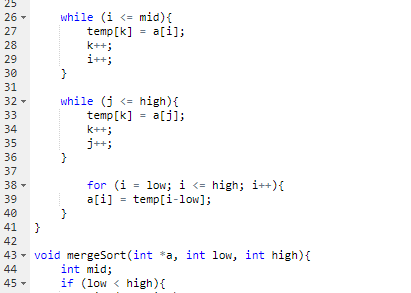 25
26 while (i <= mid){
27 temp[k] = a[i];
28 k++;
29 i++;
30 }
31
32 while (j <= high){
33 temp[k] = a[j];
34 k++;
35 j++;
36 }
37
38 for (i = low; i <= high; i++){
39 a[i] = temp[i-low];
40 }
41 }
42
43 void mergeSort(int *a, int low, int high){
44 int mid;
45 if (low < high){